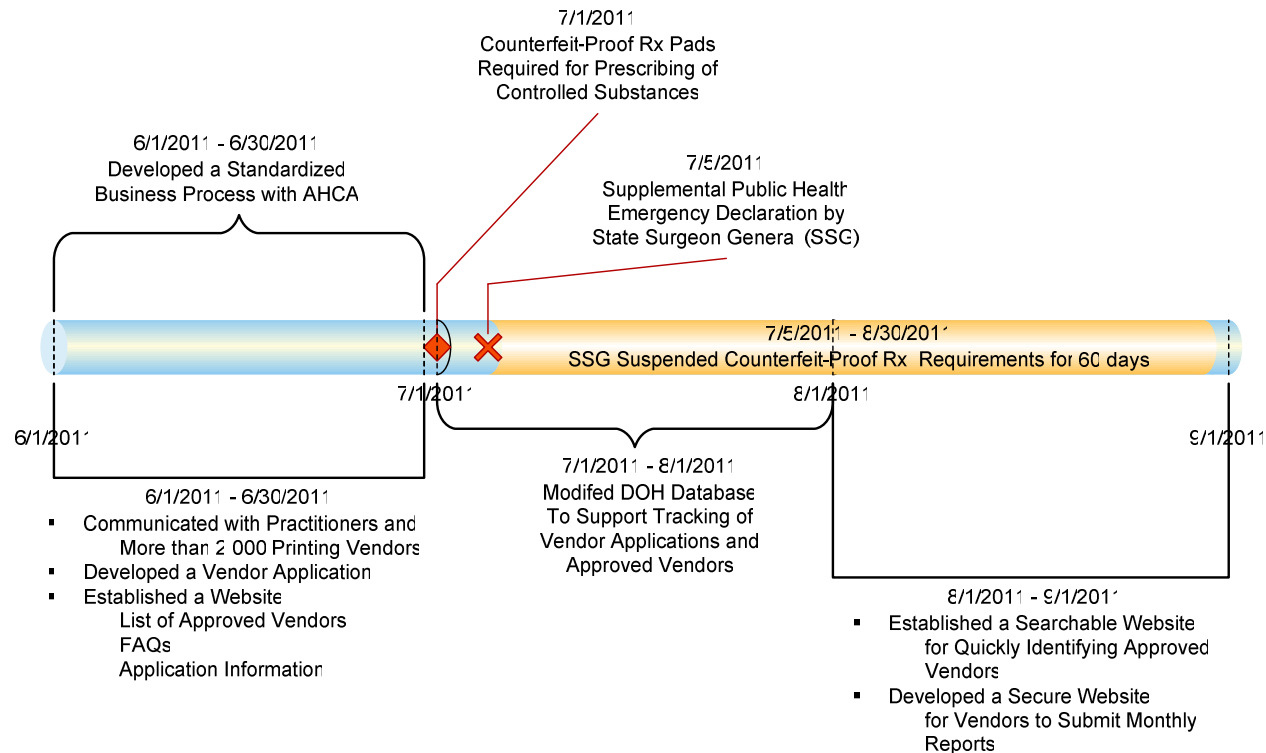 7/1/2011
Counterfeit-Proof Rx Pads
Required for Prescribing of
Controlled Substances
6/1/2011 - 6/30/2011
Developed a Standardized
Business Process with AHCA
7/5/2011
Supplemental Public Health
Emergency Declaration by
State Surgeon Genera (SSG)
7/5/2011 - 8/30/2011
SSG Suspended Counterfeit-Proof Rx Requirements for 60 days
6/1/2011
7/1/2011
8/1/2011
9/1/2011
6/1/2011 - 6/30/2011
▪ Communicated with Practitioners and
More than 2 000 Printing Vendors
▪ Developed a Vendor Application
▪ Established a Website
List of Approved Vendors
FAQs
Application Information
7/1/2011 - 8/1/2011
Modifed DOH Database
To Support Tracking of
Vendor Applications and
Approved Vendors
8/1/2011 - 9/1/2011
▪ Established a Searchable Website
for Quickly Identifying Approved
Vendors
▪ Developed a Secure Website
for Vendors to Submit Monthly
Reports